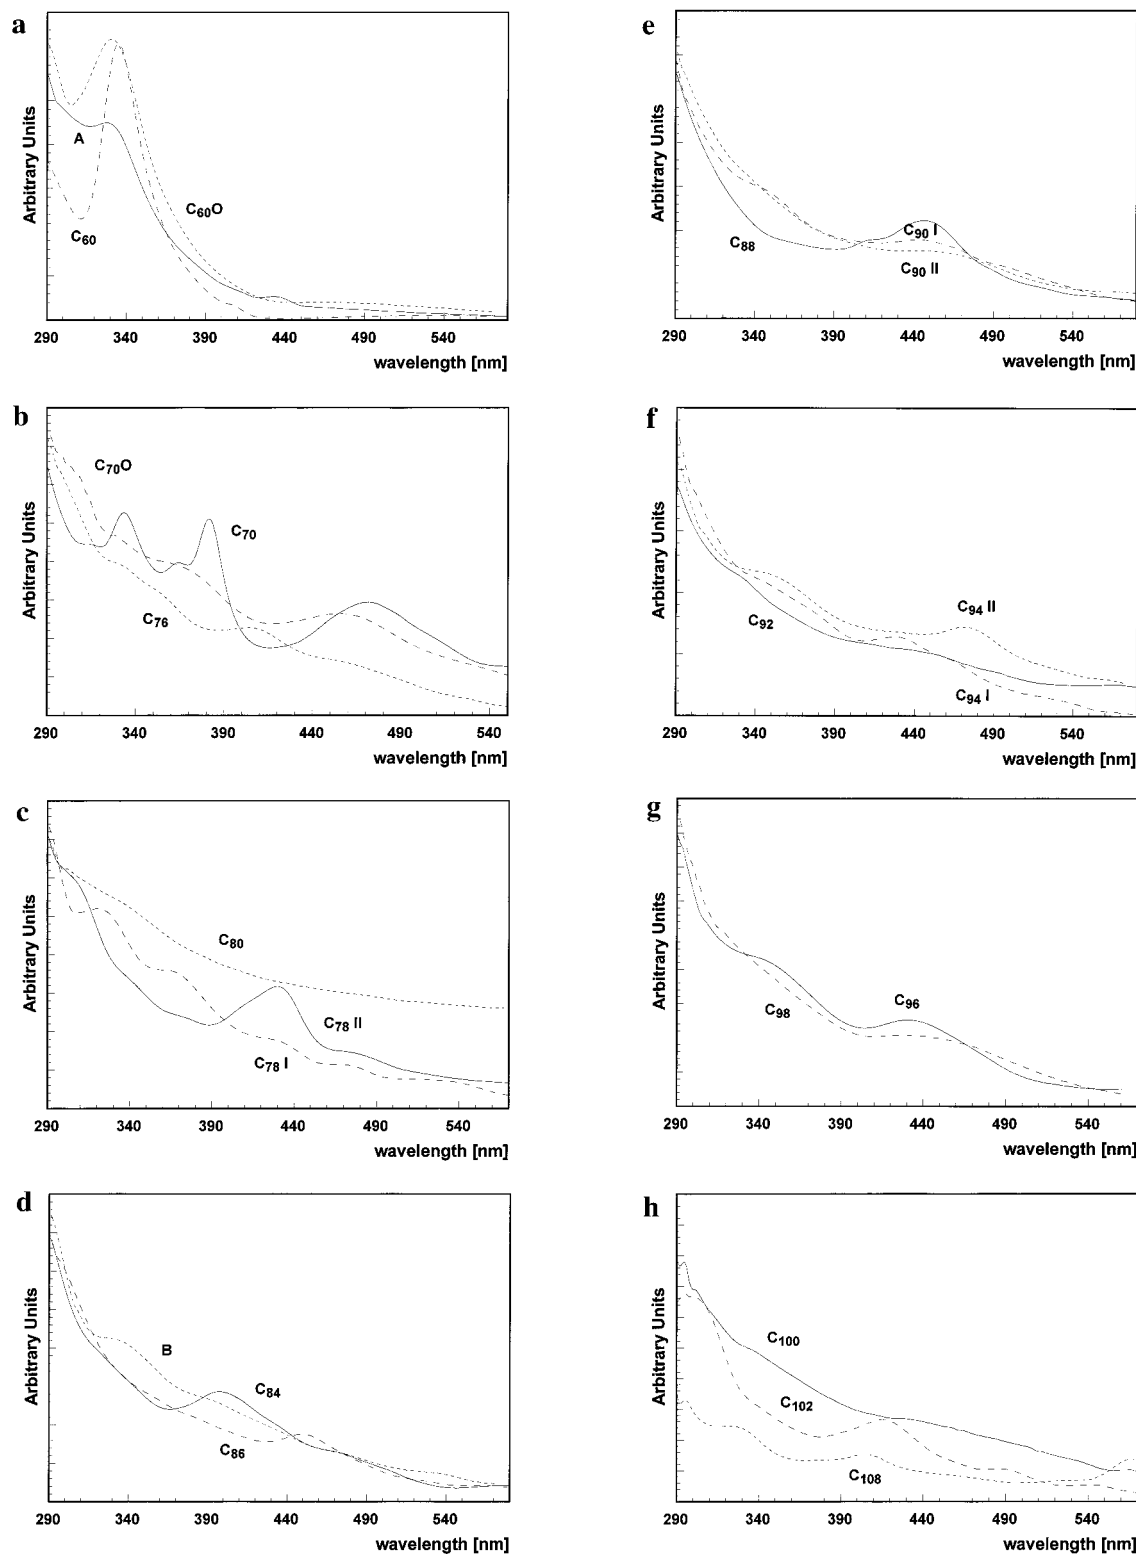 a
Arbitrary Units
A
C60O
C60
290 340 390 440 490 540
wavelength [nm]
b
Arbitrary Units
C70O
C70
C76
290 340 390 440 490 540
wavelength [nm]
c
Arbitrary Units
C80
C78 II
C78 I
290 340 390 440 490 540
wavelength [nm]
d
Arbitrary Units
B
C84
C86
290 340 390 440 490 540
wavelength [nm]
e
Arbitrary Units
C88
C90 I
C90 II
290 340 390 440 490 540
wavelength [nm]
f
Arbitrary Units
C92
C94 II
C94 I
290 340 390 440 490 540
wavelength [nm]
g
Arbitrary Units
C96
C98
290 340 390 440 490 540
wavelength [nm]
h
Arbitrary Units
C100
C102
C108
290 340 390 440 490 540
wavelength [nm]